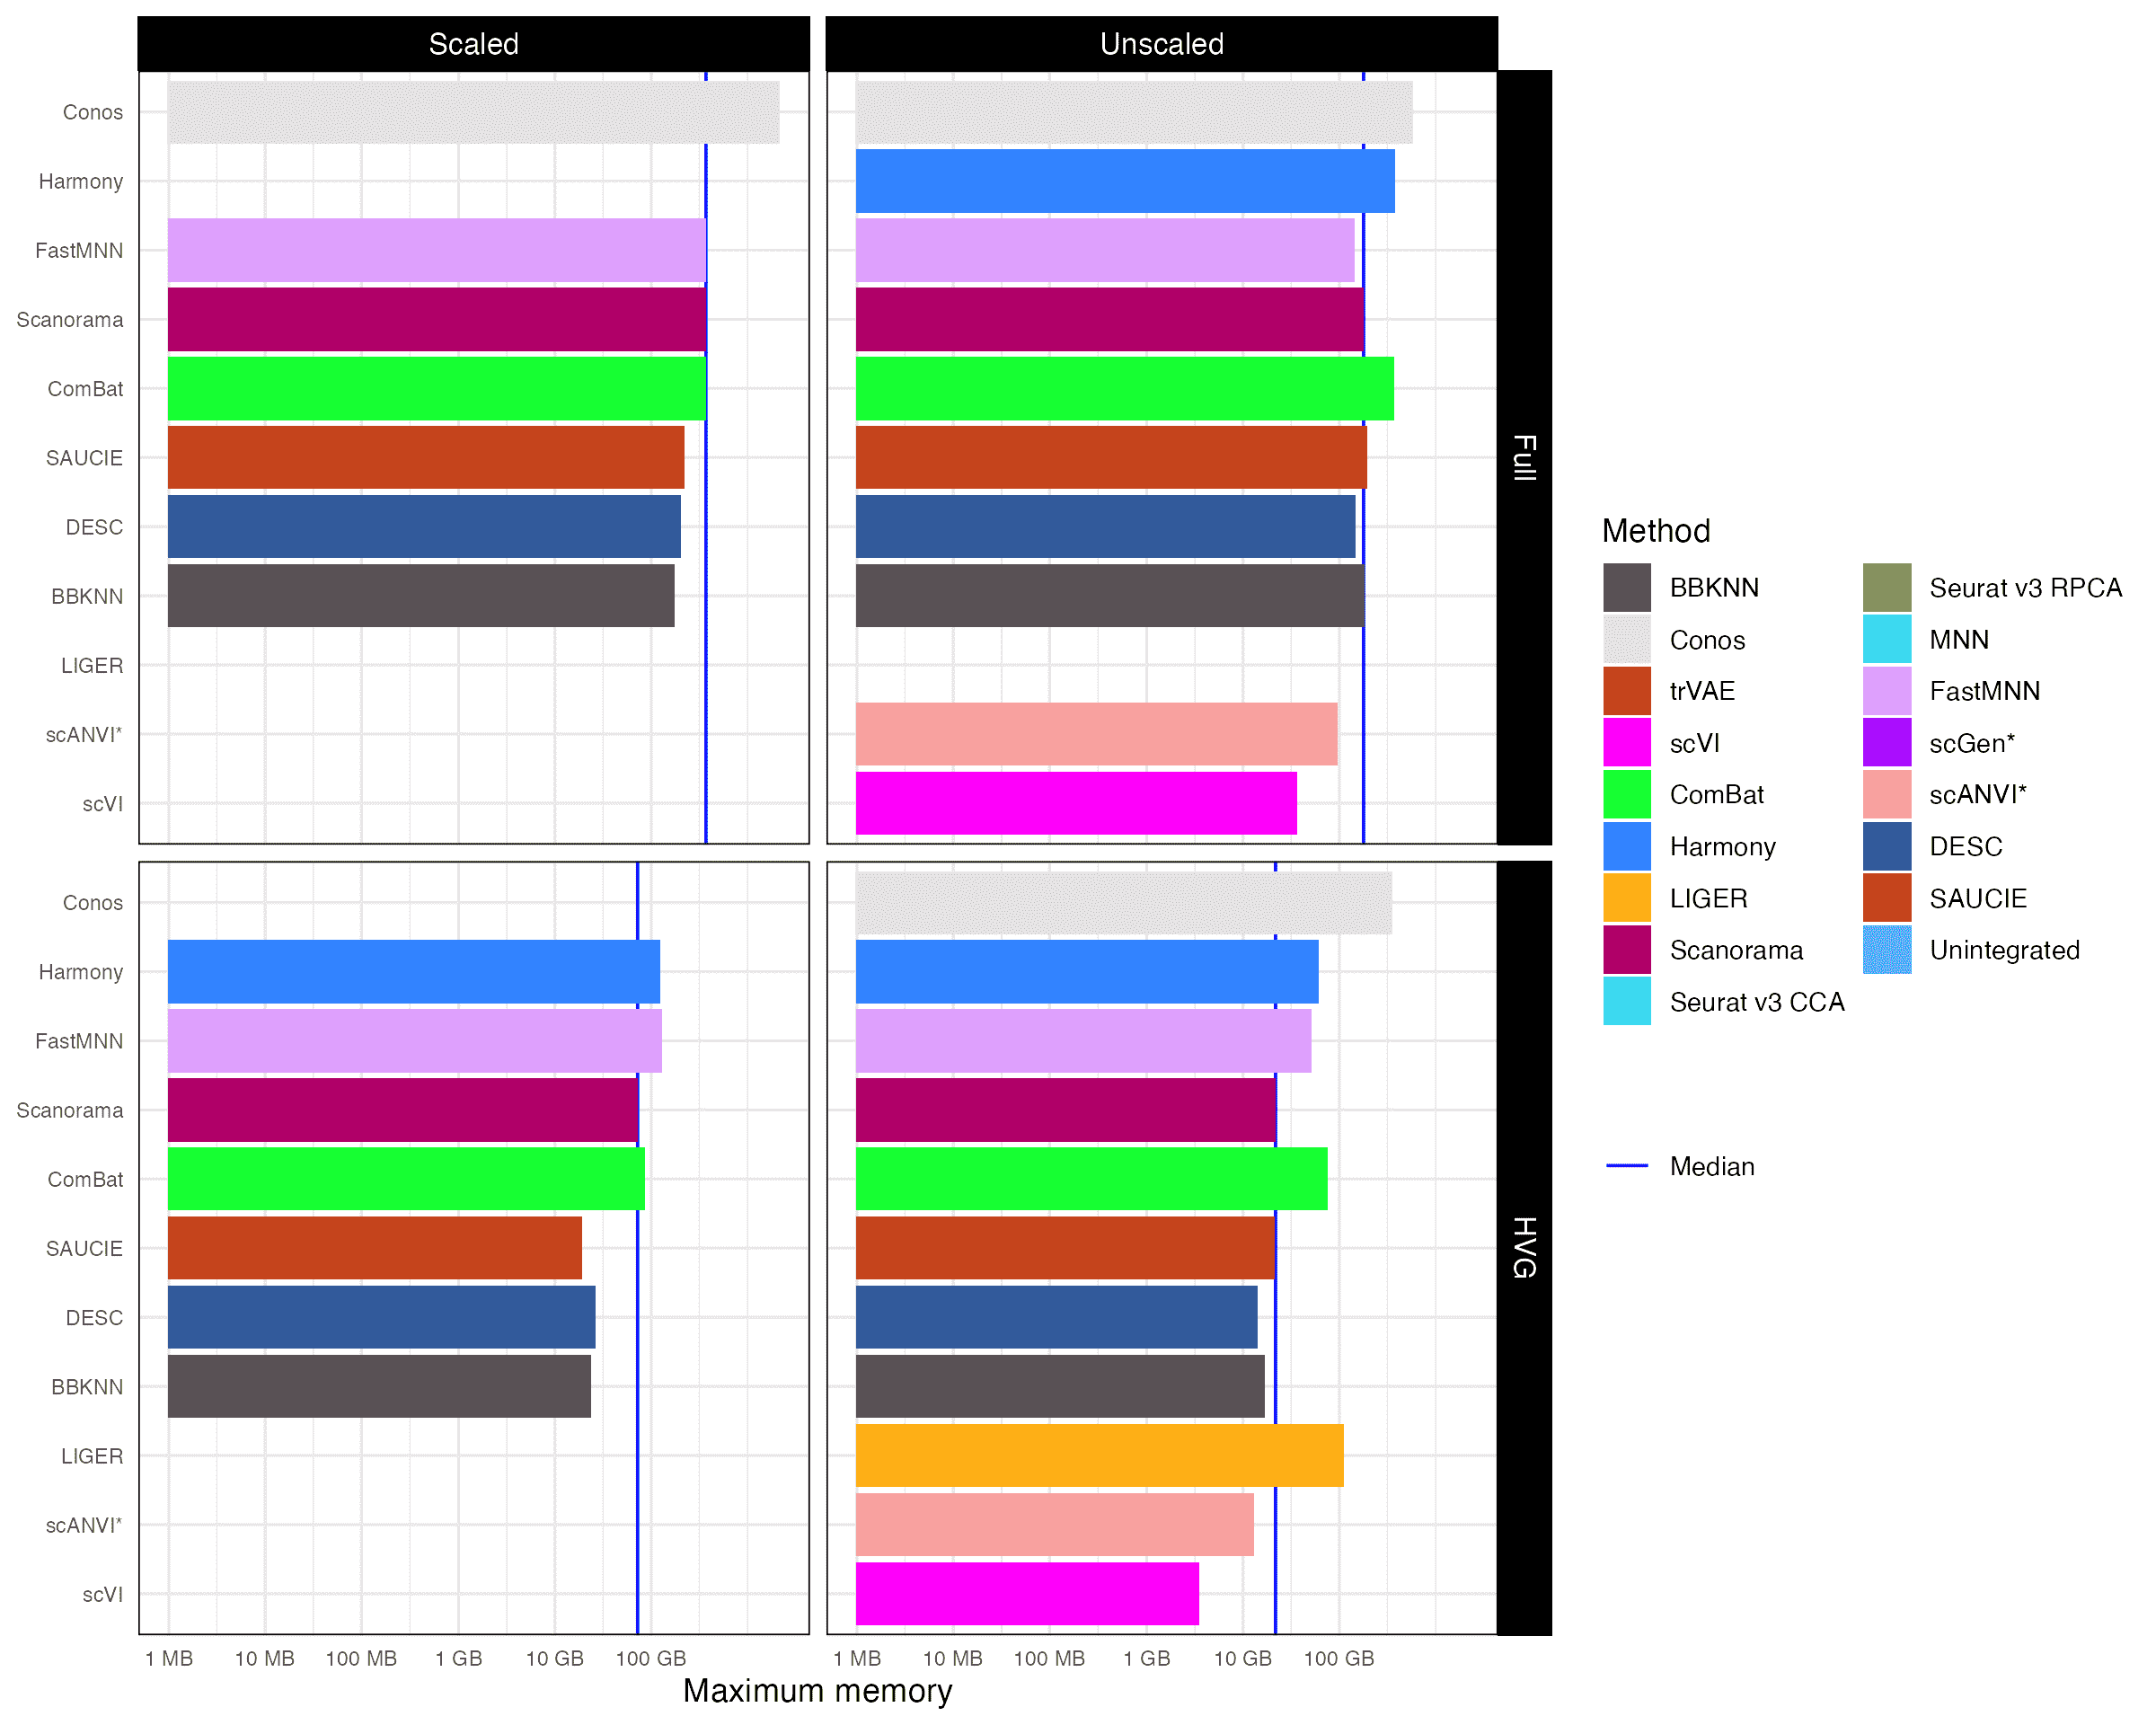 Scaled
Unscaled
Conos
Harmony
FastMNN
Scanorama
ComBat
SAUCIE
DESC
BBKNN
LIGER
scANVI*
scVI
Full
Conos
Harmony
FastMNN
Scanorama
ComBat
SAUCIE
DESC
BBKNN
LIGER
scANVI*
scVI
HVG
1 MB 10 MB 100 MB 1 GB 10 GB 100 GB
1 MB 10 MB 100 MB 1 GB 10 GB 100 GB
Maximum memory
Method
BBKNN
Conos
trVAE
scVI
ComBat
Harmony
LIGER
Scanorama
Seurat v3 CCA
Seurat v3 RPCA
MNN
FastMNN
scGen*
scANVI*
DESC
SAUCIE
Unintegrated
Median